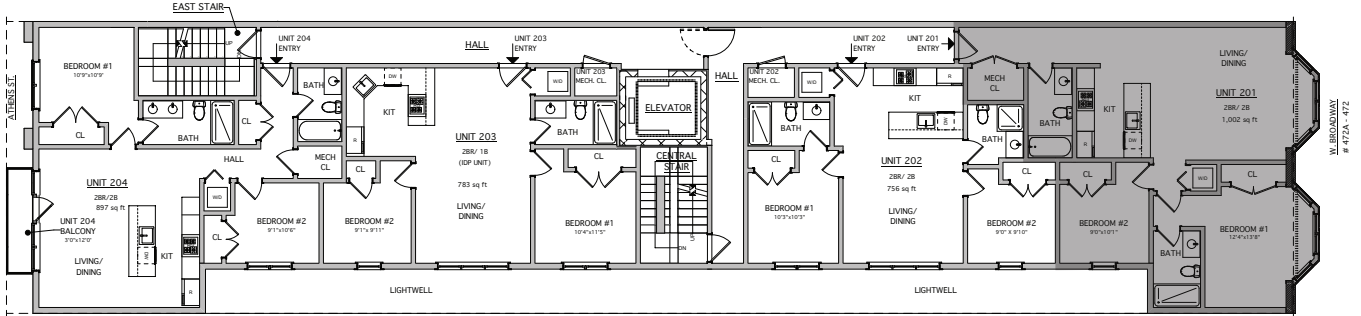 EAST STAIR
UNIT 204
ENTRY
HALL
UNIT 203
ENTRY
UNIT 202
ENTRY
UNIT 201
ENTRY
HALL
ATHENS ST.
BEDROOM #1
10'9"x10'9"
UP
CL
BATH
CL
BATH
MECH
CL
HALL
UNIT 204
2BR/2B
897 sq ft
UNIT 204
BALCONY
3'0"x12'0"
LIVING/
DINING
DW
KIT
R
W/D
CL
BEDROOM #2
9'1"x10'6"
DW
KIT
R
CL
BEDROOM #2
9'1"x 9'11"
UNIT 203
2BR/ 1B
(IDP UNIT)
783 sq ft
LIVING/
DINING
W/D
UNIT 203
MECH. CL.
BATH
CL
BEDROOM #1
10'4"x11'5"
ELEVATOR
CENTRAL
STAIR
DN
UP
UNIT 202
MECH. CL.
W/D
BATH
CL
BEDROOM #1
10'3"x10'3"
KIT
R
DW
UNIT 202
2BR/ 2B
756 sq ft
LIVING/
DINING
BATH
CL
BEDROOM #2
9'0" X 9'10"
MECH
CL
BATH
KIT
R
DW
LIVING/
DINING
UNIT 201
2BR/ 2B
1,002 sq ft
CL
BEDROOM #2
9'0"x10'1"
W/D
CL
BEDROOM #1
12'4"x13'8"
BATH
W. BROADWAY
# 472A - 472
LIGHTWELL
LIGHTWELL